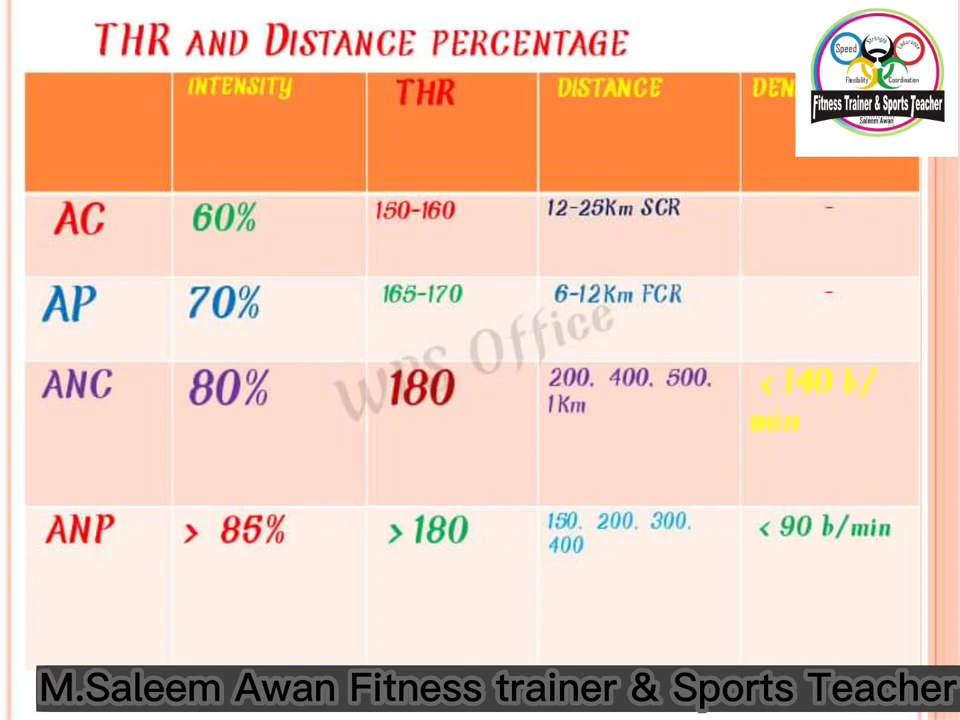 THR AND DISTANCE PERCENTAGE
Speed
Strength
Endurance
Flexibility
Coordination
Fitness Trainer & Sports Teacher
Saleem Awan
INTENSITY THR DISTANCE DEN
AC 60% 150-160 12-25Km SCR -
AP 70% 165-170 6-12Km FCR -
ANC 80% 180 200, 400, 500, < 140 b/
1Km min
ANP > 85% >180 150, 200, 300, < 90 b/min
400
WPS Office
M.Saleem Awan Fitness trainer & Sports Teacher